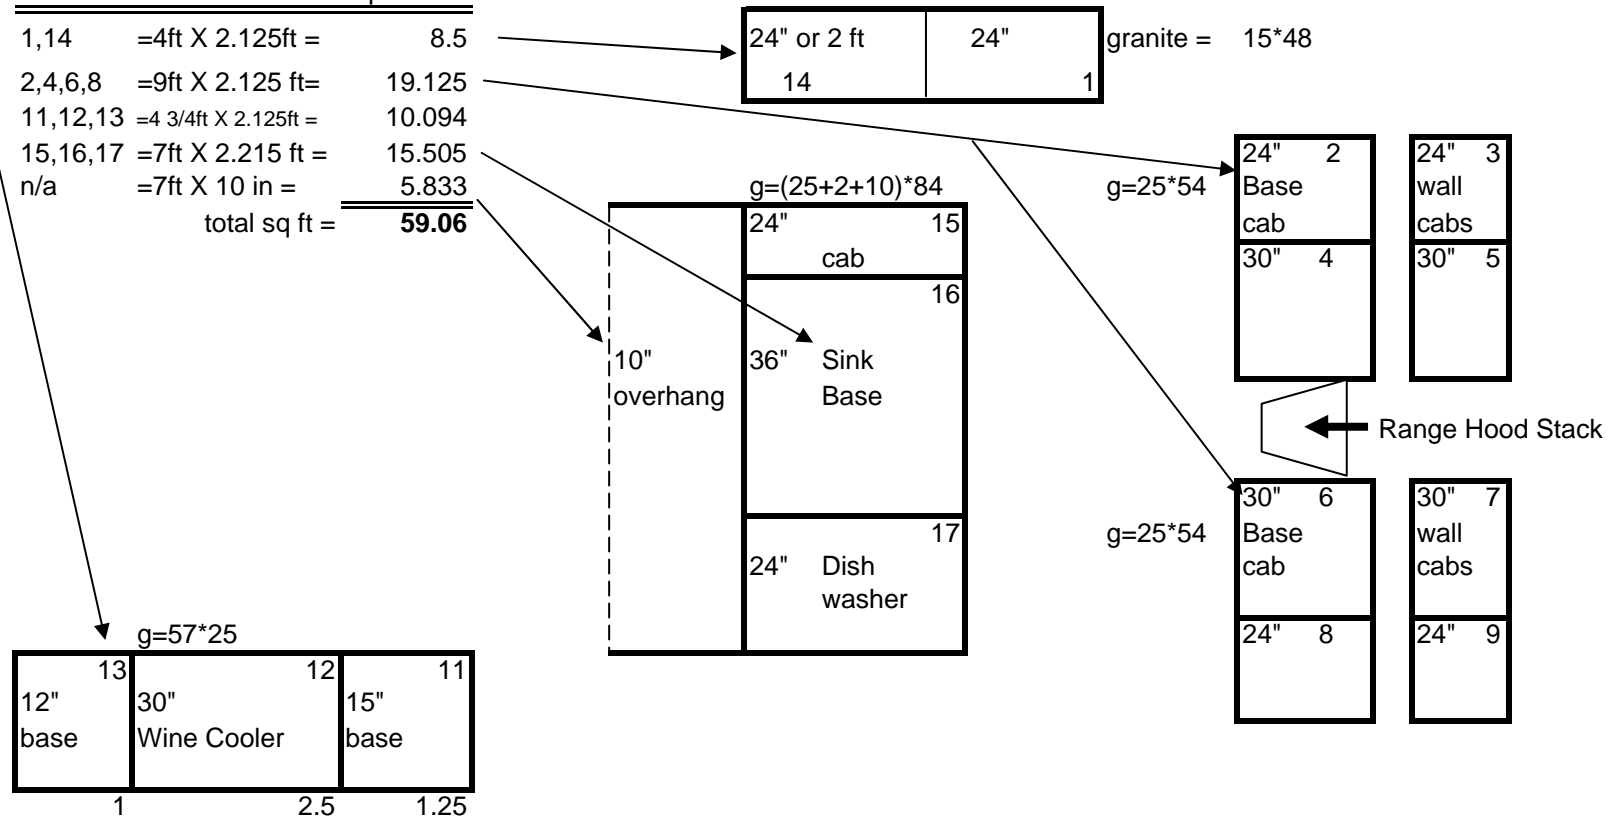 1,14 =4ft X 2.125ft = 8.5
2,4,6,8 =9ft X 2.125 ft= 19.125
11,12,13 =4 3/4ft X 2.125ft = 10.094
15,16,17 =7ft X 2.215 ft = 15.505
n/a =7ft X 10 in = 5.833
total sq ft = 59.06
24" or 2 ft 24" granite = 15*48
14 1
g=(25+2+10)*84
24" 15
cab
16
10" 36" Sink
overhang Base
17
24" Dish
washer
24" 2 24" 3
g=25*54 Base wall
cab cabs
30" 4 30" 5
Range Hood Stack
30" 6 30" 7
g=25*54 Base wall
cab cabs
24" 8 24" 9
g=57*25
13 12 11
12" 30" 15"
base Wine Cooler base
1 2.5 1.25